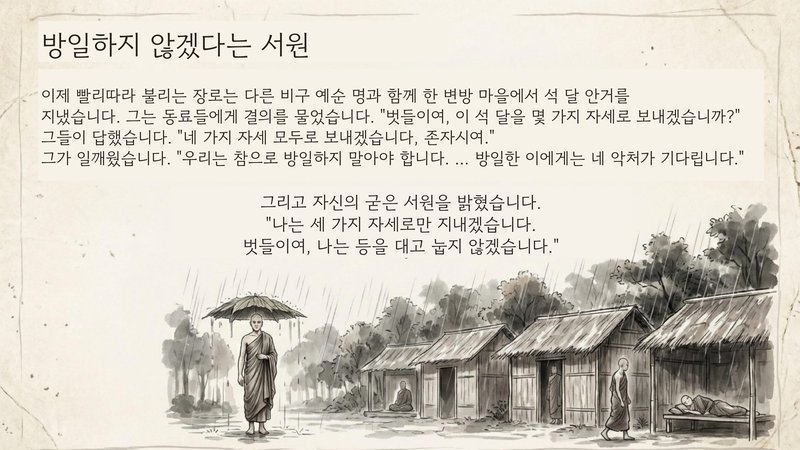 방일하지 않겠다는 서원
이제 빨리따라 불리는 장로는 다른 비구 예순 명과 함께 한 변방 마을에서 석 달 안거를
지냈습니다. 그는 동료들에게 결의를 물었습니다. "벗들이여, 이 석 달을 몇 가지 자세로 보내겠습니까?"
그들이 답했습니다. "네 가지 자세 모두로 보내겠습니다, 존자시여."
그가 일깨웠습니다. "우리는 참으로 방일하지 말아야 합니다. ... 방일한 이에게는 네 악처가 기다립니다."
그리고 자신의 굳은 서원을 밝혔습니다.
"나는 세 가지 자세로만 지내겠습니다.
벗들이여, 나는 등을 대고 눕지 않겠습니다."